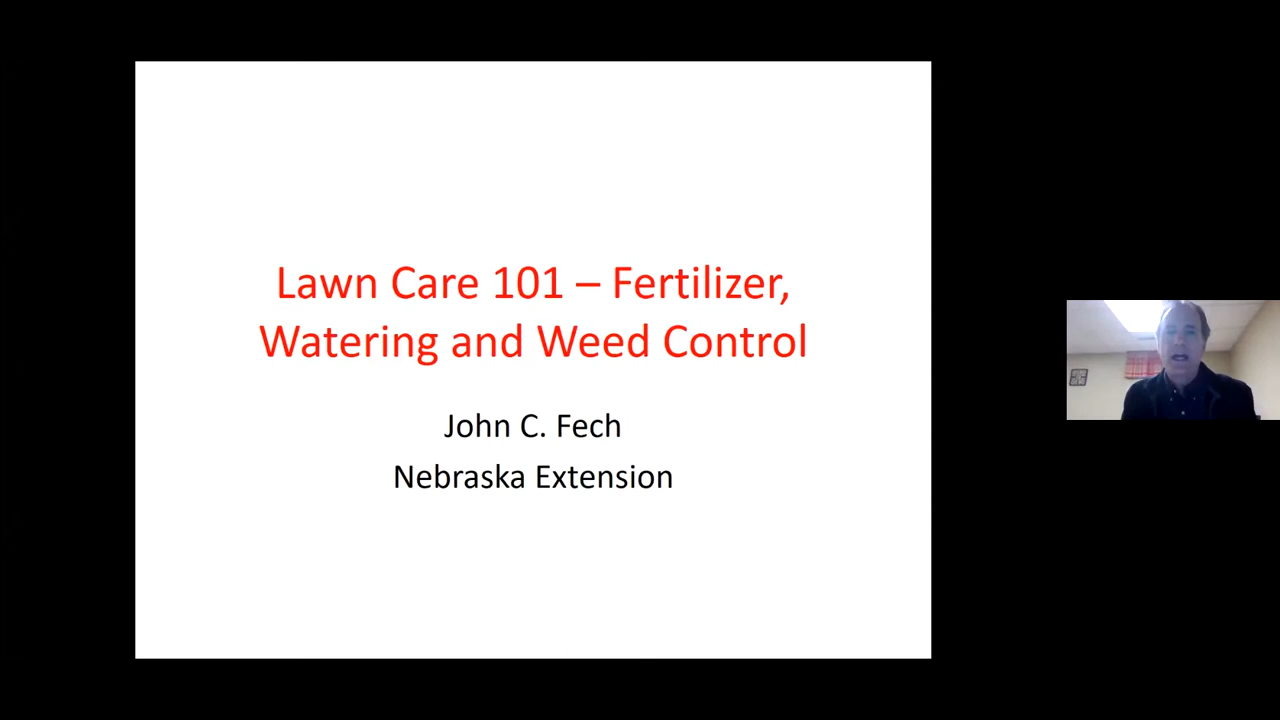 Lawn Care 101 – Fertilizer,
Watering and Weed Control
John C. Fech
Nebraska Extension